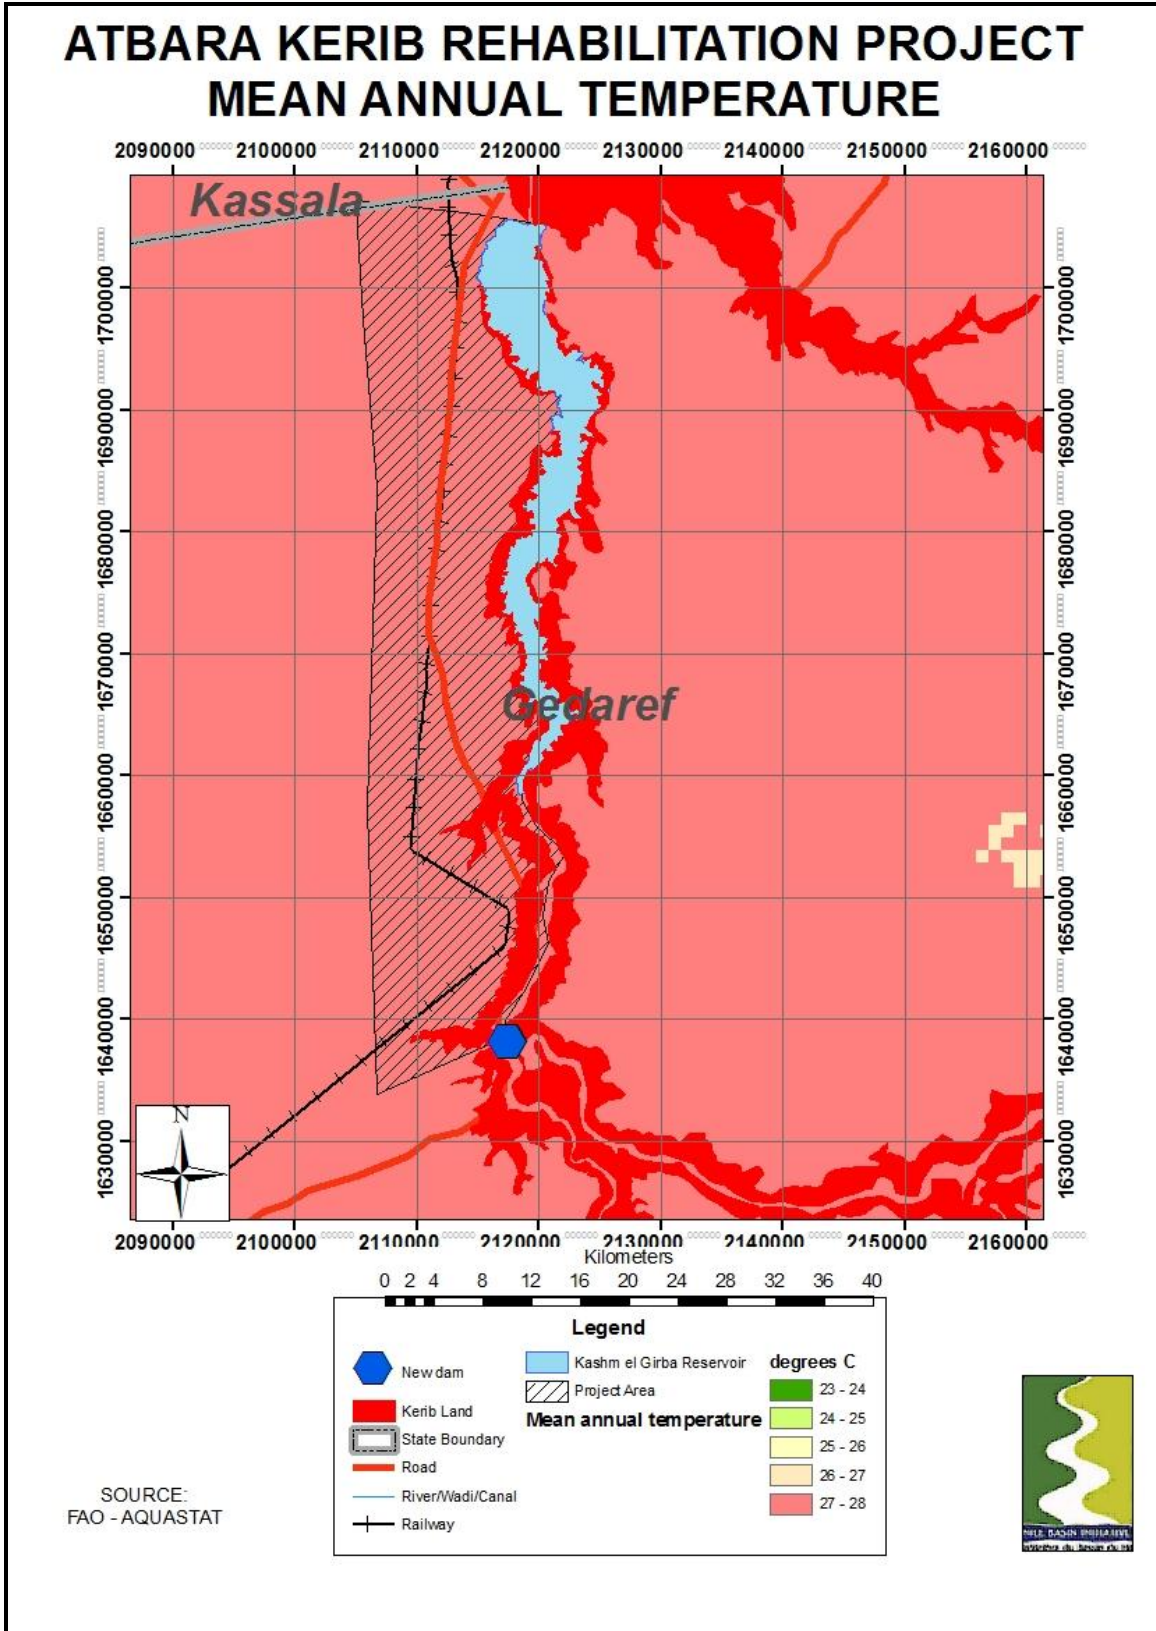 ATBARA KERIB REHABILITATION PROJECT
MEAN ANNUAL TEMPERATURE
2090000 2100000 2110000 2120000 2130000 2140000 2150000 2160000
Kassala
1700000 1700000
1690000 1690000
1680000 1680000
1670000 1670000
Gedaref
1660000 1660000
1650000 1650000
1640000 1640000
N
1630000 1630000
2090000 2100000 2110000 2120000 2130000 2140000 2150000 2160000
Kilometers
0 2 4 8 12 16 20 24 28 32 36 40
Legend
New dam
Kerib Land
State Boundary
Road
River/Wadi/Canal
Railway
Kashm el Girba Reservoir
Project Area
Mean annual temperature
degrees C
23 - 24
24 - 25
25 - 26
26 - 27
27 - 28
SOURCE:
FAO - AQUASTAT
NILE BASIN INITIATIVE